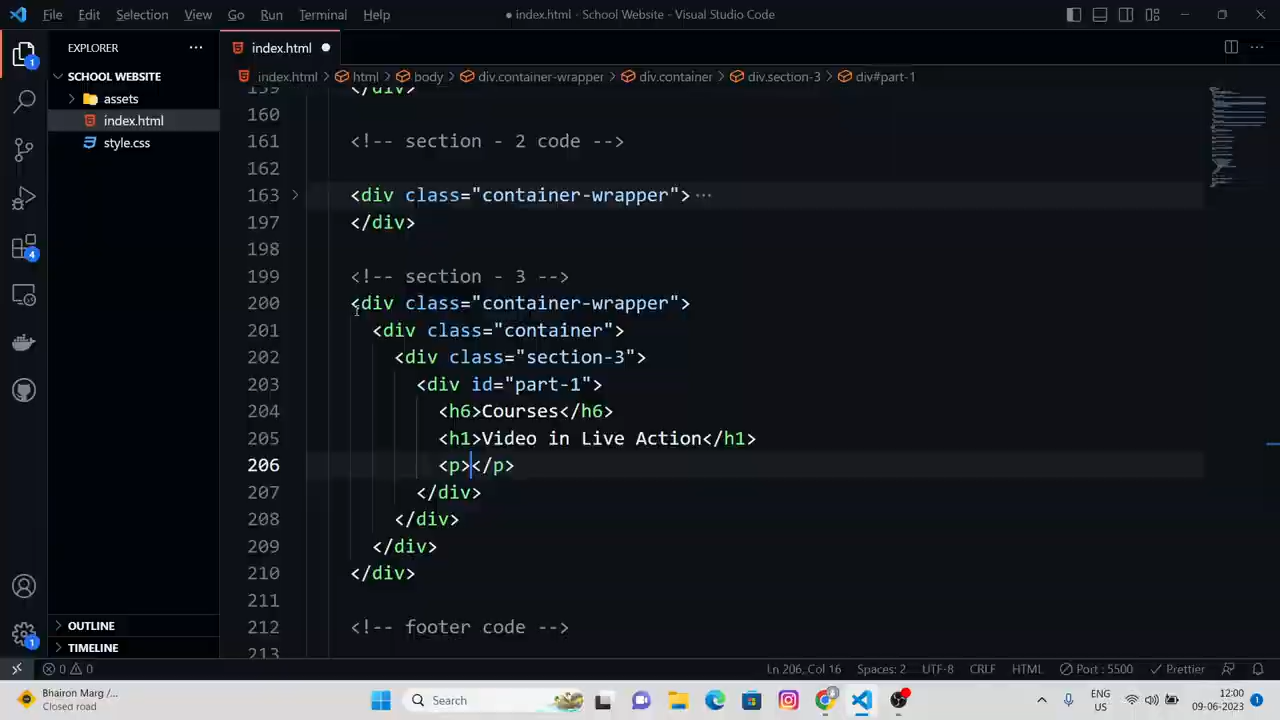 File Edit Selection View Go Run Terminal Help
● index.html - School Website - Visual Studio Code
EXPLORER
SCHOOL WEBSITE
assets
index.html
style.css
OUTLINE
TIMELINE
1
4
1
index.html
index.html > html > body > div.container-wrapper > div.container > div.section-3 > div#part-1
159 </div>
160
161 <!-- section - 2 code -->
162
163 <div class="container-wrapper">···
197 </div>
198
199 <!-- section - 3 -->
200 <div class="container-wrapper">
201 <div class="container">
202 <div class="section-3">
203 <div id="part-1">
204 <h6>Courses</h6>
205 <h1>Video in Live Action</h1>
206 <p></p>
207 </div>
208 </div>
209 </div>
210 </div>
211
212 <!-- footer code -->
213
0 0 Ln 206, Col 16 Spaces: 2 UTF-8 CRLF HTML Port : 5500 Prettier
Bhairon Marg /...
Closed road
Search
ENG
US
12:00
09-06-2023